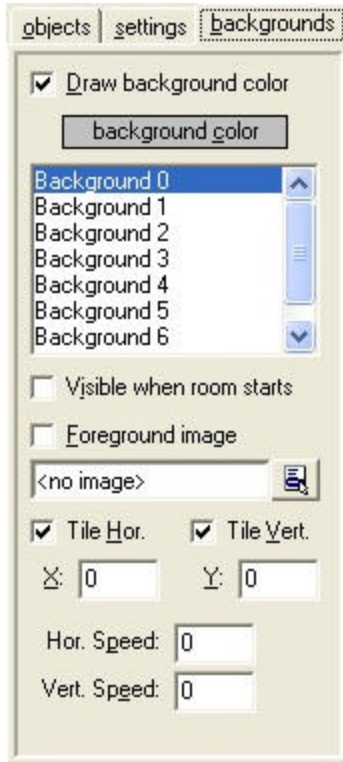 objects settings backgrounds
Draw background color
background color
Background 0
Background 1
Background 2
Background 3
Background 4
Background 5
Background 6
Visible when room starts
Foreground image
<no image>
Tile Hor. Tile Vert.
X: 0 Y: 0
Hor. Speed: 0
Vert. Speed: 0